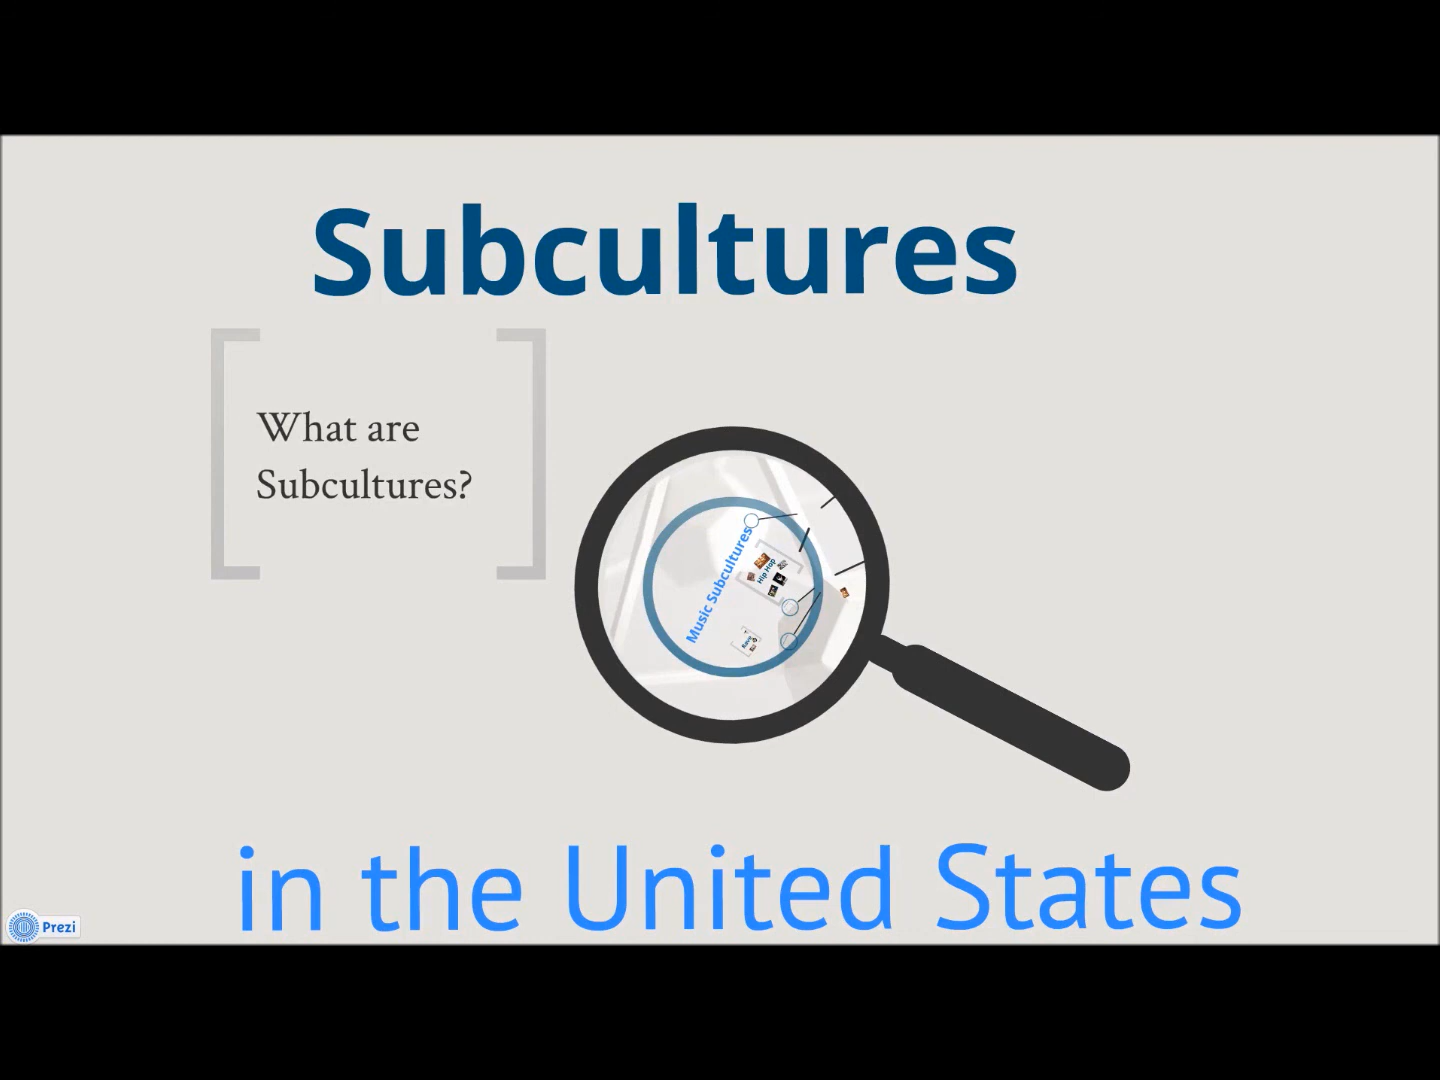 Subcultures
What are
Subcultures?
Music Subcultures
Hip Hop
in the United States
Prezi